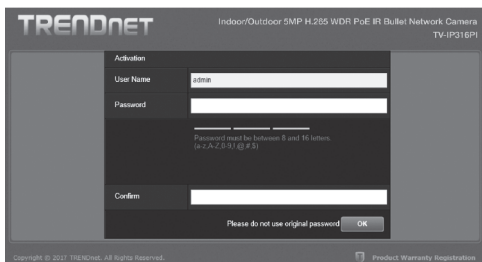 TRENDNET
Indoor/Outdoor 5MP H.265 WDR PoE IR Bullet Network Camera
TV-IP316PI
Activation
User Name
admin
Password
Password must be between 8 and 16 letters.
(a-z,A-Z,0-9,!,@,#,$)
Confirm
Please do not use original password
OK
Copyright © 2017 TRENDnet. All Rights Reserved.
Product Warranty Registration